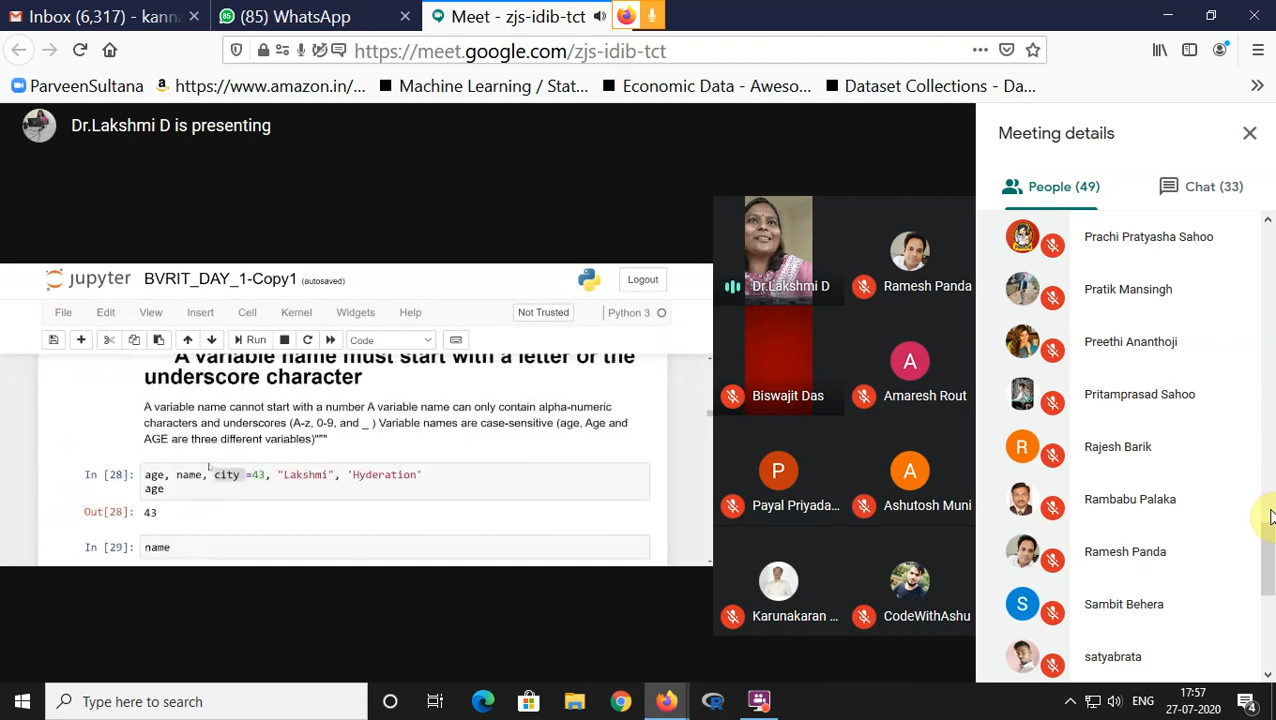 Inbox (6,317) - kanna
(85) WhatsApp
Meet - zjs-idib-tct
https://meet.google.com/zjs-idib-tct
ParveenSultana
https://www.amazon.in/...
Machine Learning / Stat...
Economic Data - Aweso...
Dataset Collections - Da...
Dr.Lakshmi D is presenting
jupyter BVRIT_DAY_1-Copy1 (autosaved)
Logout
File Edit View Insert Cell Kernel Widgets Help
Not Trusted
Python 3
Run
Code
A variable name must start with a letter or the
underscore character
A variable name cannot start with a number A variable name can only contain alpha-numeric
characters and underscores (A-z, 0-9, and _ ) Variable names are case-sensitive (age, Age and
AGE are three different variables)"""
In [28]: age, name, city =43, "Lakshmi", 'Hyderation'
age
Out[28]: 43
In [29]: name
Dr.Lakshmi D
Ramesh Panda
Biswajit Das
A
Amaresh Rout
P
Payal Priyada...
A
Ashutosh Muni
Karunakaran ...
CodeWithAshu
Meeting details
People (49)
Chat (33)
Prachi Pratyasha Sahoo
Pratik Mansingh
Preethi Ananthoji
Pritamprasad Sahoo
R
Rajesh Barik
Rambabu Palaka
Ramesh Panda
S
Sambit Behera
satyabrata
Type here to search
ENG
17:57
27-07-2020
4